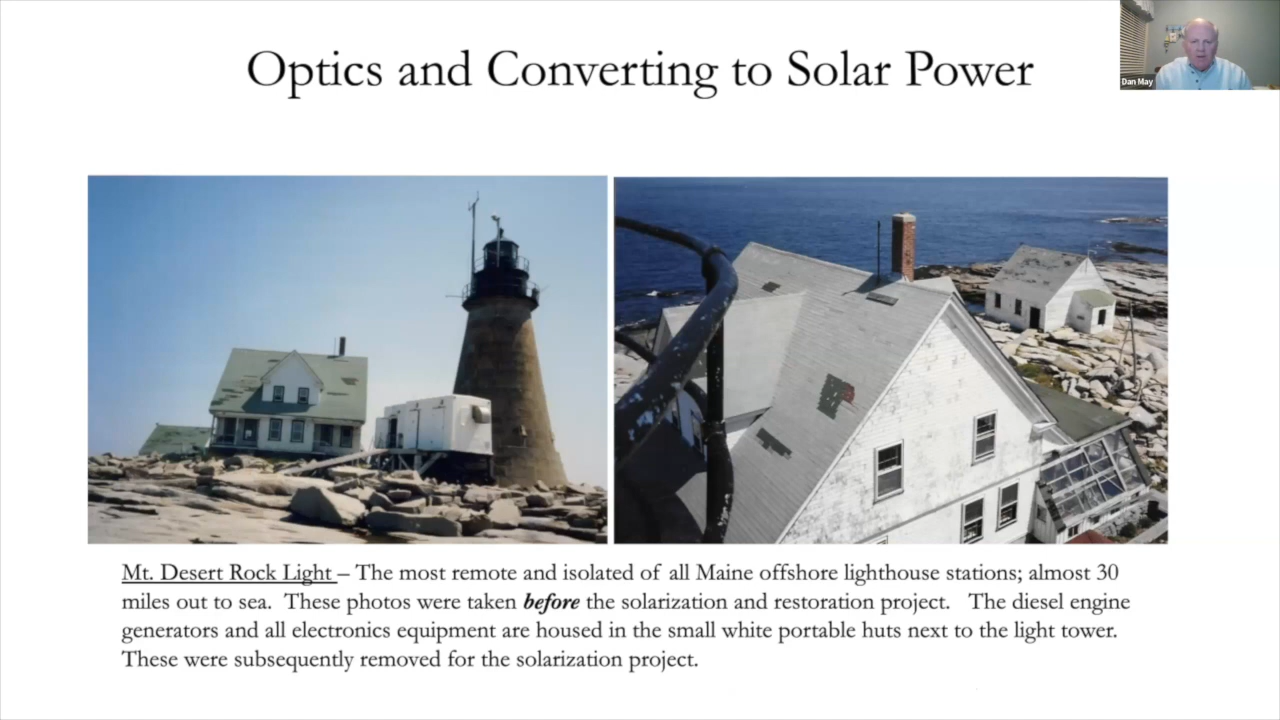 Optics and Converting to Solar Power
Dan May
Mt. Desert Rock Light – The most remote and isolated of all Maine offshore lighthouse stations; almost 30
miles out to sea. These photos were taken before the solarization and restoration project. The diesel engine
generators and all electronics equipment are housed in the small white portable huts next to the light tower.
These were subsequently removed for the solarization project.